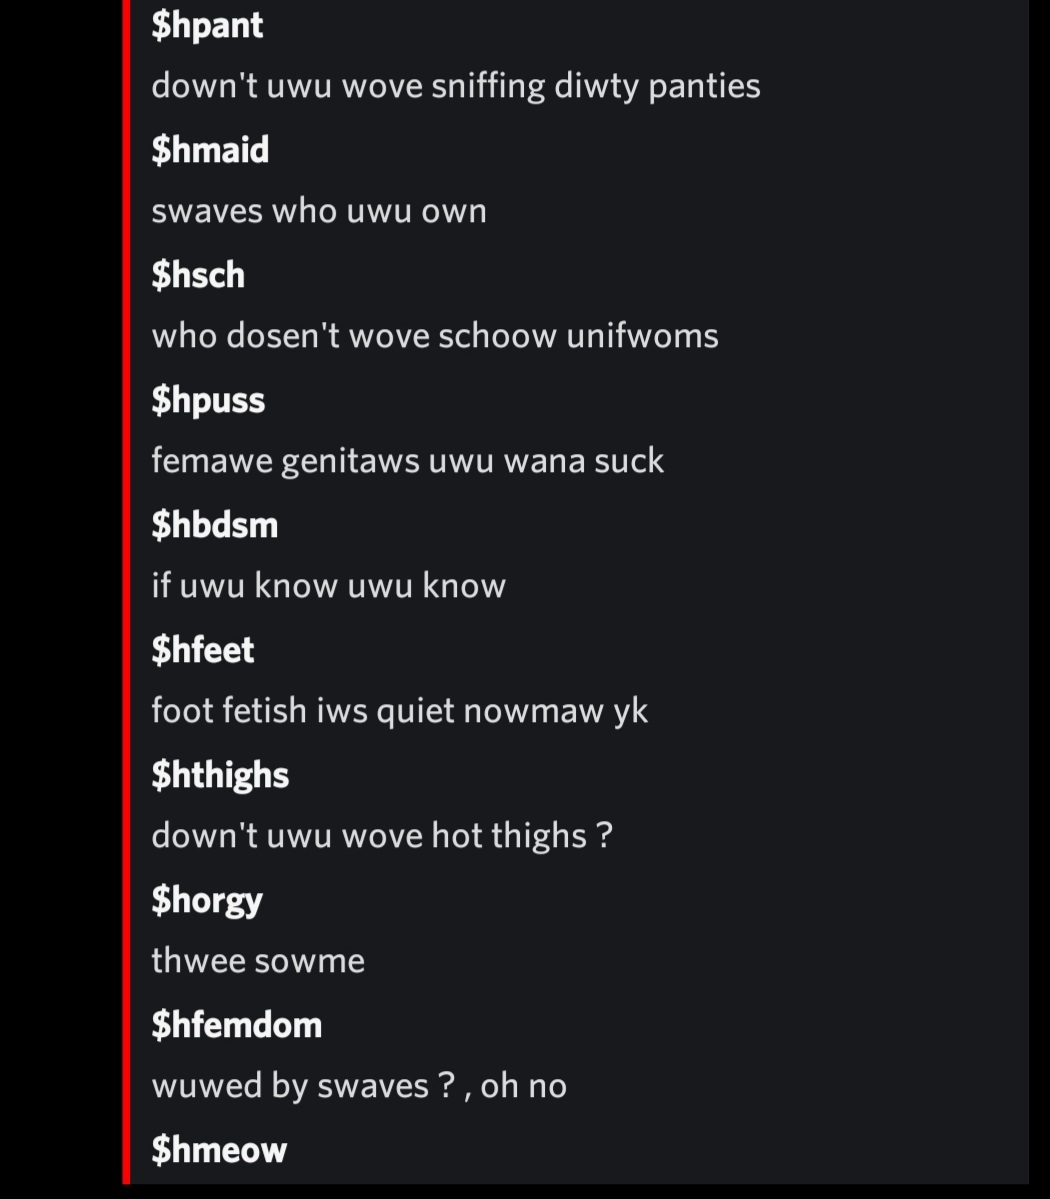 $hpant
down't uwu wove sniffing diwty panties
$hmaid
swaves who uwu own
$hsch
who dosen't wove schoow unifwoms
$hpuss
femawe genitaws uwu wana suck
$hbdsm
if uwu know uwu know
$hfeet
foot fetish iws quiet nowmaw yk
$hthighs
down't uwu wove hot thighs ?
$horgy
thwee sowme
$hfemdom
wuwed by swaves ? , oh no
$hmeow